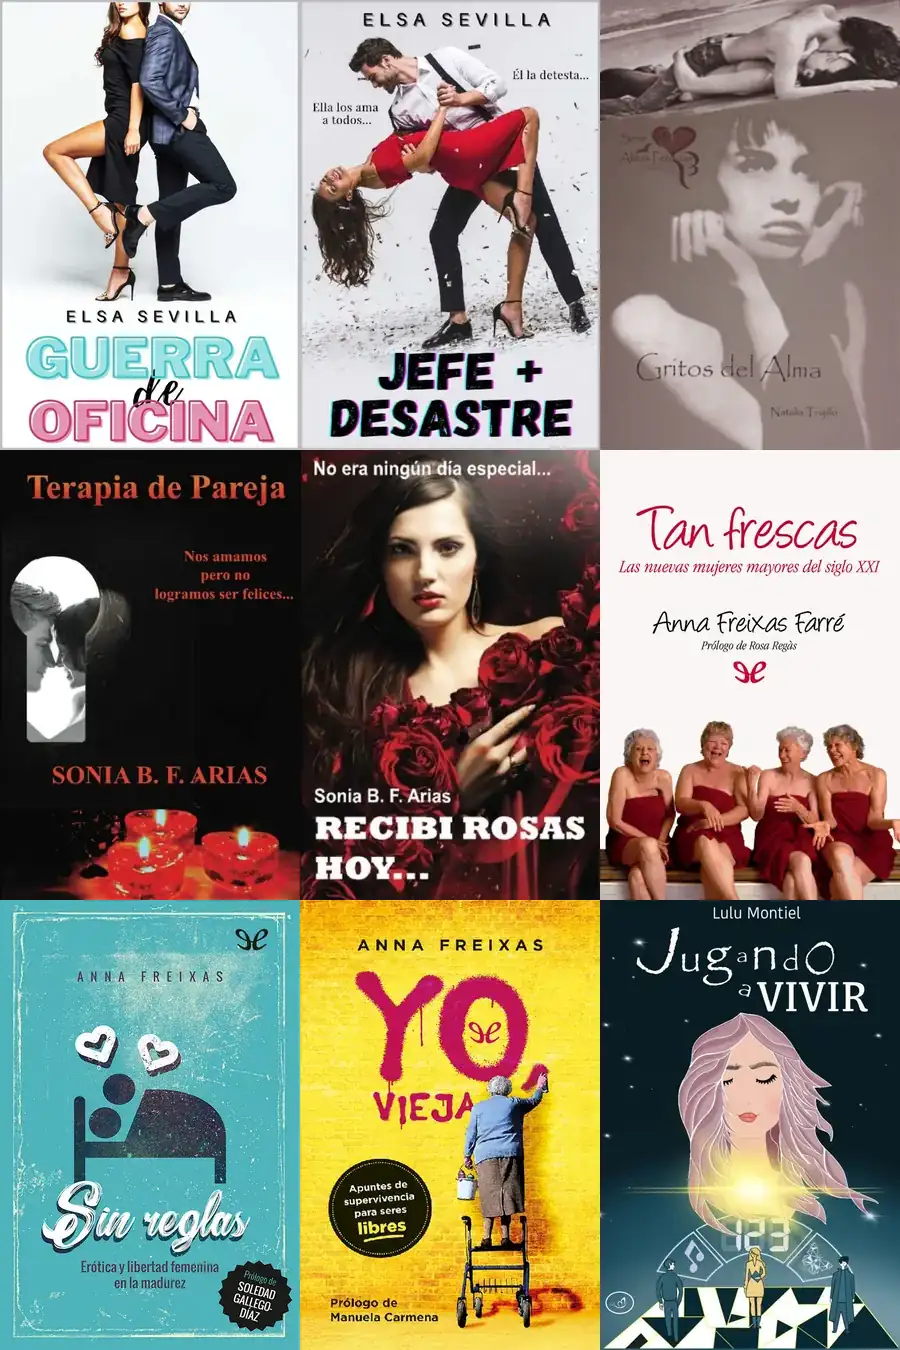 ELSA SEVILLA
GUERRA
de
OFICINA
ELSA SEVILLA
Él la detesta...
Ella los ama
a todos...
JEFE +
DESASTRE
Gritos del Alma
Natalia Trujillo
Terapia de Pareja
Nos amamos
pero no
logramos ser felices...
SONIA B. F. ARIAS
No era ningún día especial...
Sonia B. F. Arias
RECIBI ROSAS
HOY...
Tan frescas
Las nuevas mujeres mayores del siglo XXI
Anna Freixas Farré
Prólogo de Rosa Regàs
ANNA FREIXAS
Sin reglas
Erótica y libertad femenina
en la madurez
Prólogo de
SOLEDAD
GALLEGO-
DÍAZ
ANNA FREIXAS
YO,
VIEJA
Apuntes de
supervivencia
para seres
libres
Prólogo de
Manuela Carmena
Lulu Montiel
Jugando
a VIVIR
123